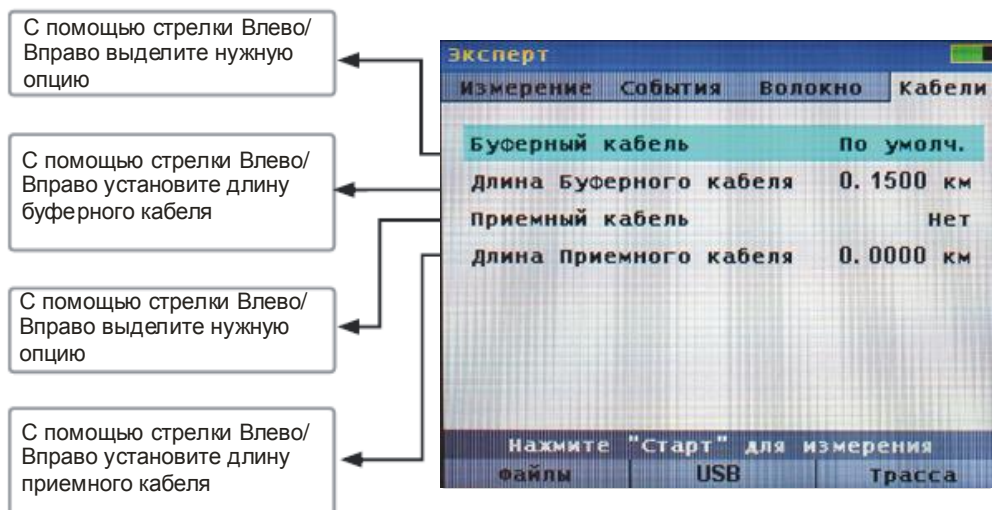 С помощью стрелки Влево/
Вправо выделите нужную
опцию
С помощью стрелки Влево/
Вправо установите длину
буферного кабеля
С помощью стрелки Влево/
Вправо выделите нужную
опцию
С помощью стрелки Влево/
Вправо установите длину
приемного кабеля
Эксперт
Измерение События Волокно Кабели
Буферный кабель По умолч.
Длина Буферного кабеля 0.1500 км
Приемный кабель Нет
Длина Приемного кабеля 0.0000 км
Нажмите "Старт" для измерения
Файлы USB Трасса